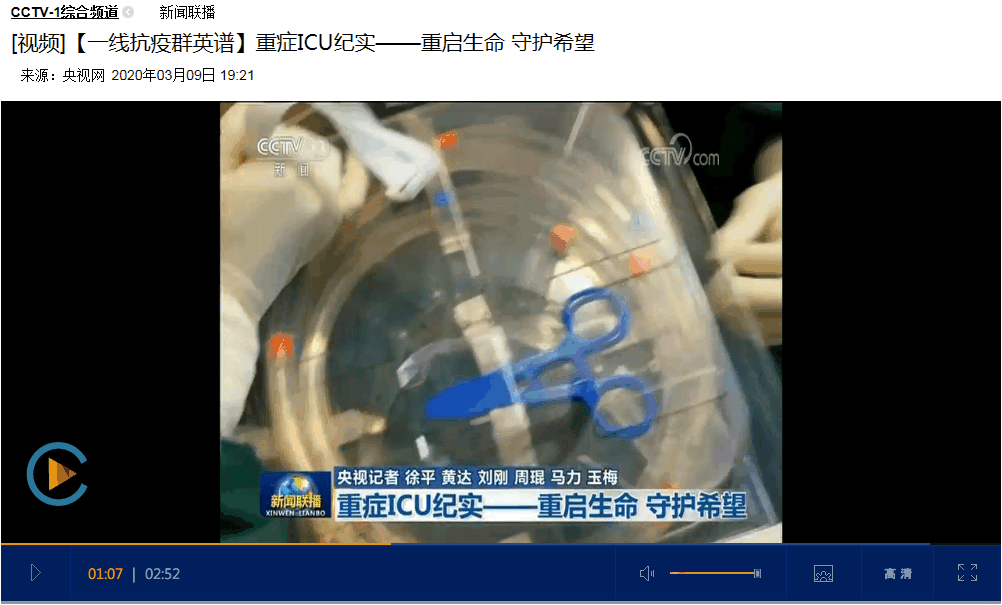 CCTV-1综合频道 新闻联播
[视频]【一线抗疫群英谱】重症ICU纪实——重启生命 守护希望
来源：央视网 2020年03月09日 19:21
CCTV
新闻
CCTV.com
央视记者 徐平 黄达 刘刚 周琨 马力 玉梅
新闻联播
XINWEN LIANBO
重症ICU纪实——重启生命 守护希望
01:07 | 02:52
高清